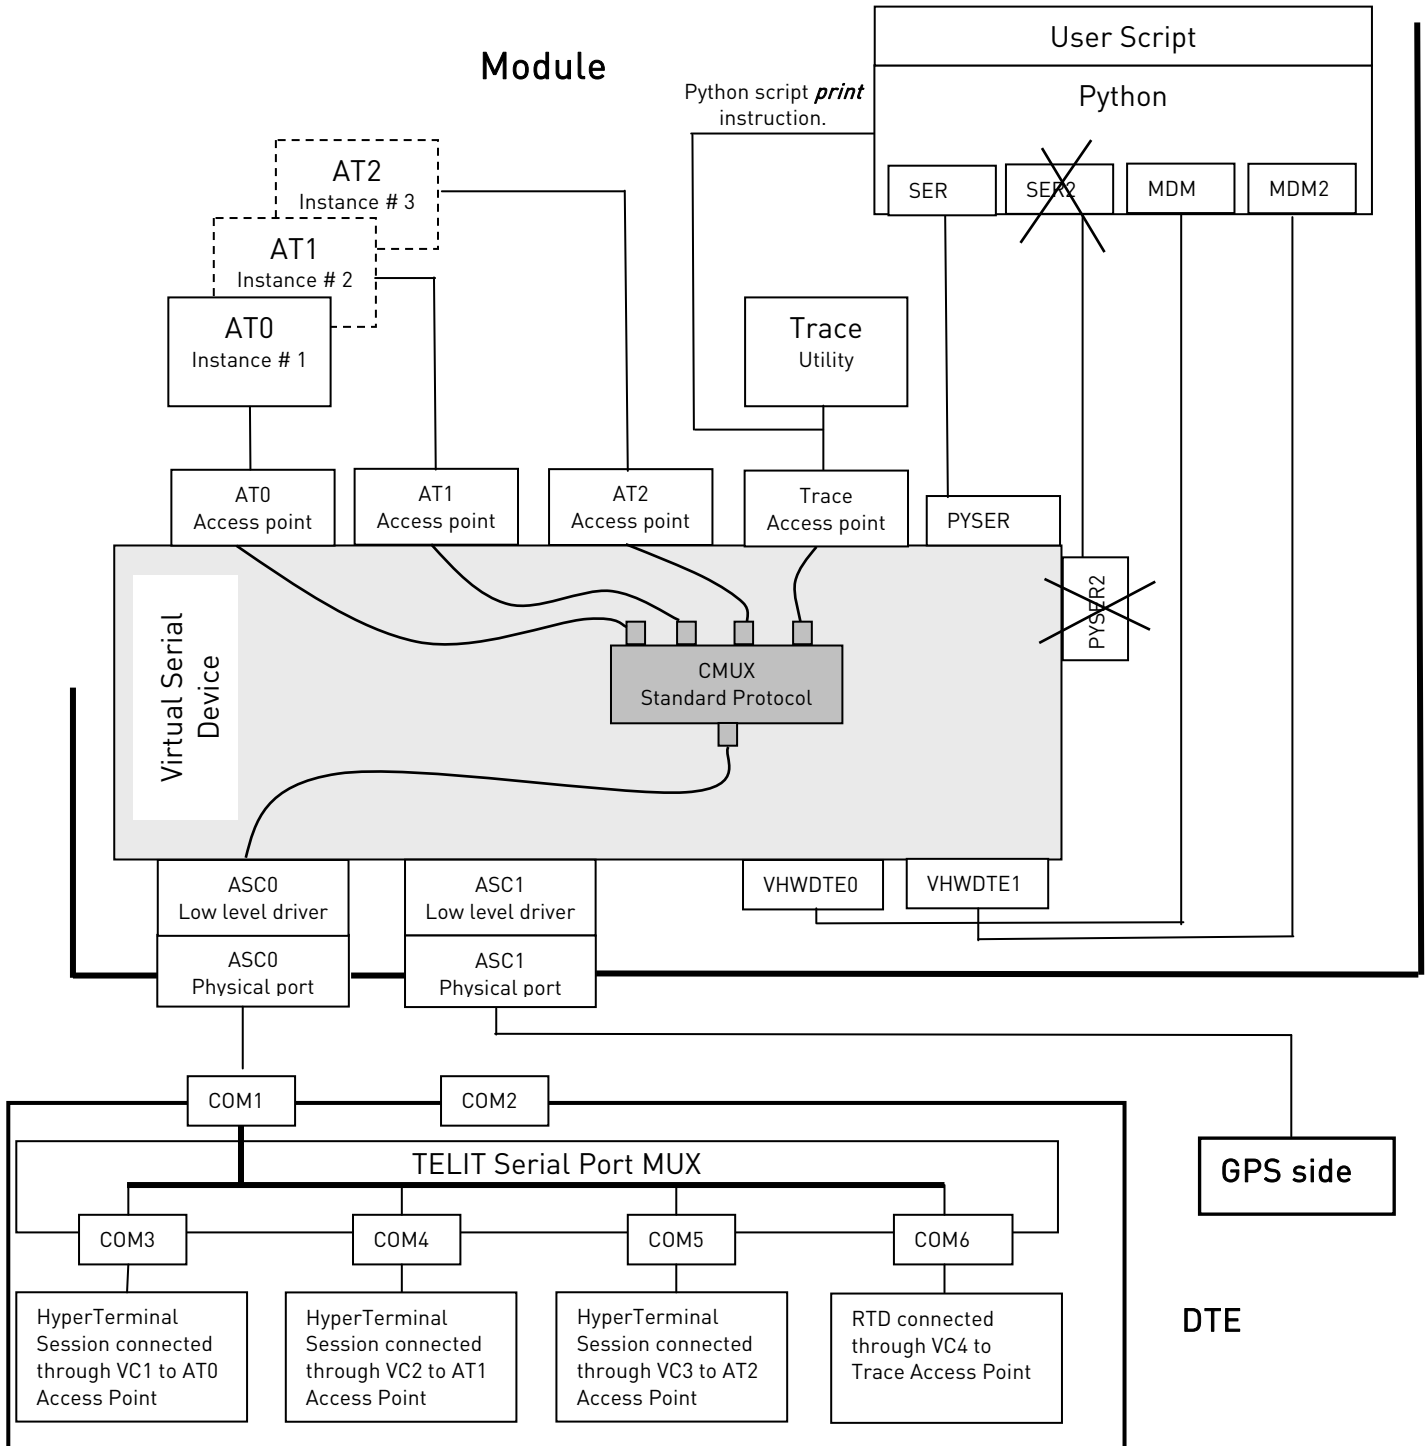 User Script
Module
Python script print
instruction.
Python
SER
SER2
MDM
MDM2
AT2
Instance # 3
AT1
Instance # 2
AT0
Instance # 1
Trace
Utility
AT0
Access point
AT1
Access point
AT2
Access point
Trace
Access point
PYSER
PYSER2
Virtual Serial
Device
CMUX
Standard Protocol
ASC0
Low level driver
ASC1
Low level driver
VHWDTE0
VHWDTE1
ASC0
Physical port
ASC1
Physical port
COM1
COM2
TELIT Serial Port MUX
GPS side
COM3
COM4
COM5
COM6
HyperTerminal
Session connected
through VC1 to AT0
Access Point
HyperTerminal
Session connected
through VC2 to AT1
Access Point
HyperTerminal
Session connected
through VC3 to AT2
Access Point
RTD connected
through VC4 to
Trace Access Point
DTE